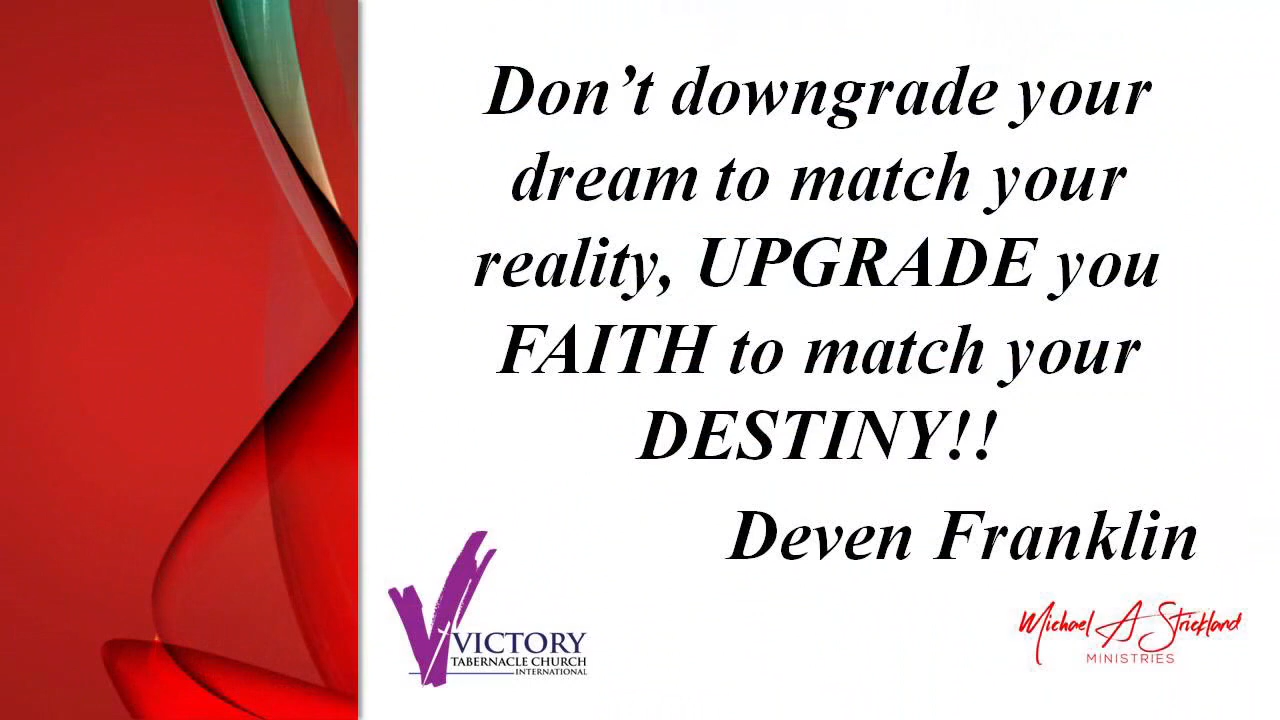 Don’t downgrade your
dream to match your
reality, UPGRADE you
FAITH to match your
DESTINY!!
Deven Franklin
VICTORY
TABERNACLE CHURCH
INTERNATIONAL
Michael A Strickland
MINISTRIES